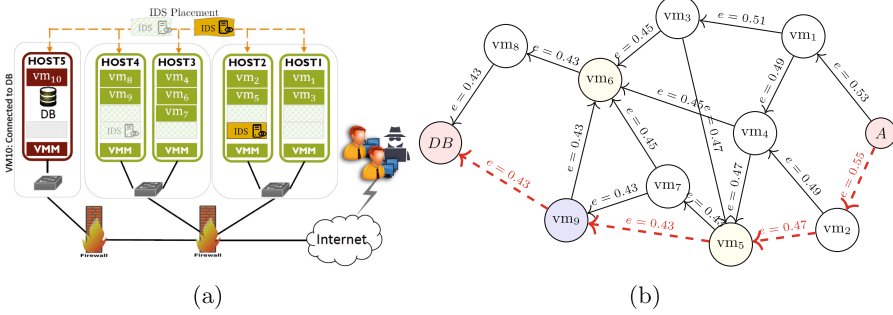 IDS Placement
IDS
IDS
HOST5
HOST4
HOST3
HOST2
HOST1
vm10
vm8
vm4
vm2
vm1
vm9
vm6
vm5
vm3
DB
vm7
IDS
IDS
VMM
VMM
VMM
VMM
VMM
VM10: Connected to DB
Internet
Firewall
Firewall
(a)
vm3
e = 0.51
vm1
vm8
e = 0.45
e = 0.43
vm6
e = 0.49
e = 0.53
e = 0.43
e = 0.45
DB
vm4
A
e = 0.43
e = 0.45
e = 0.47
e = 0.47
e = 0.55
e = 0.43
e = 0.43
vm7
e = 0.49
vm9
e = 0.43
vm5
e = 0.47
vm2
(b)